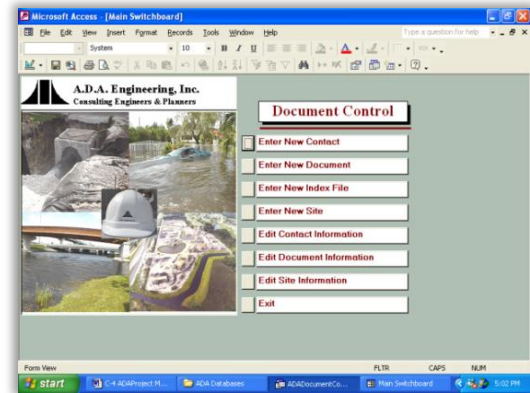 Microsoft Access - [Main Switchboard]
File Edit View Insert Format Records Tools Window Help Type a question for help
System 10 B I U
A.D.A. Engineering, Inc.
Consulting Engineers & Planners
Document Control
Enter New Contact
Enter New Document
Enter New Index File
Enter New Site
Edit Contact Information
Edit Document Information
Edit Site Information
Exit
Form View FLTR CAPS NUM
start C-4 ADAProject M... ADA Databases ADADocumentCo... Main Switchboard 5:02 PM